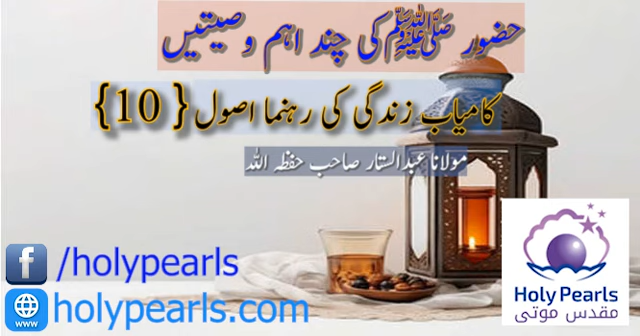 حضور ﷺ کی چند اہم وصیتیں
کامیاب زندگی کی رہنما اصول { 10 }
مولانا عبدالستار صاحب حفظہ اللہ
f /holypearls
www holypearls.com
Holy Pearls
مقدس موتی